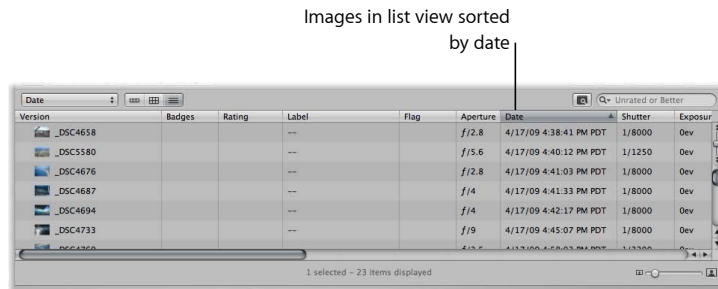 Images in list view sorted
by date
Date Unrated or Better
Version Badges Rating Label Flag Aperture Date Shutter Exposur
_DSC4658 -- ƒ/2.8 4/17/09 4:38:41 PM PDT 1/8000 0ev
_DSC5580 -- ƒ/5.6 4/17/09 4:40:12 PM PDT 1/1250 0ev
_DSC4676 -- ƒ/2.8 4/17/09 4:41:03 PM PDT 1/8000 0ev
_DSC4687 -- ƒ/4 4/17/09 4:41:33 PM PDT 1/8000 0ev
_DSC4694 -- ƒ/4 4/17/09 4:42:17 PM PDT 1/8000 0ev
_DSC4733 -- ƒ/9 4/17/09 4:45:07 PM PDT 1/8000 0ev
1 selected – 23 items displayed